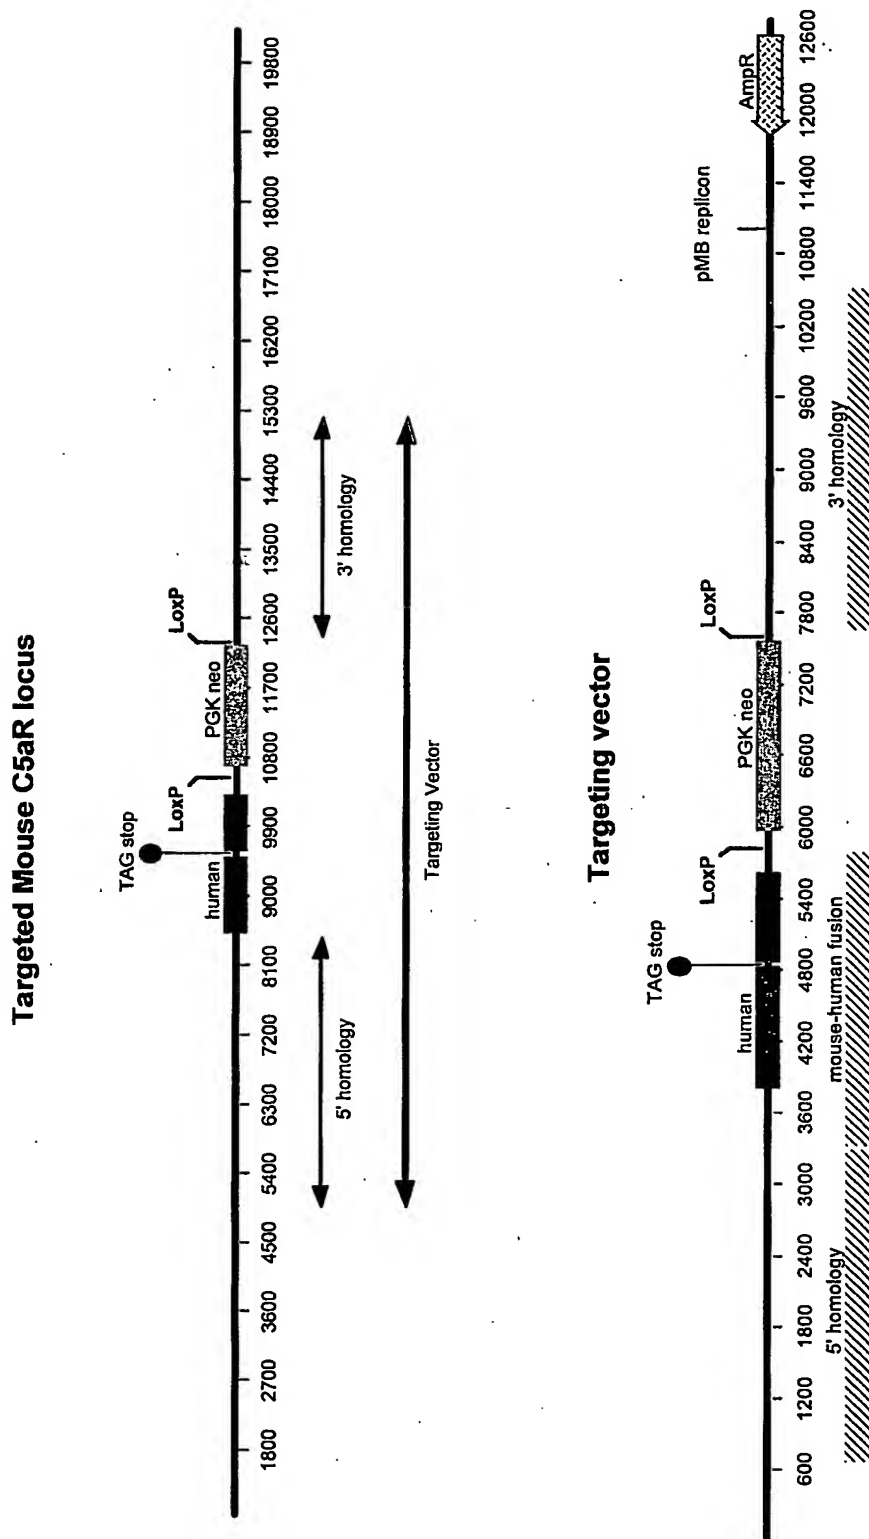 Targeted Mouse C5aR locus
TAG stop
human
LoxP
PGK neo
LoxP
1800 2700 3600 4500 5400 6300 7200 8100 9000 9900 10800 11700 12600 13500 14400 15300 16200 17100 18000 18900 19800
5' homology
3' homology
Targeting Vector
Targeting vector
TAG stop
human
LoxP
PGK neo
LoxP
pMB replicon
AmpR
600 1200 1800 2400 3000 3600 4200 4800 5400 6000 6600 7200 7800 8400 9000 9600 10200 10800 11400 12000 12600
5' homology
mouse-human fusion
3' homology